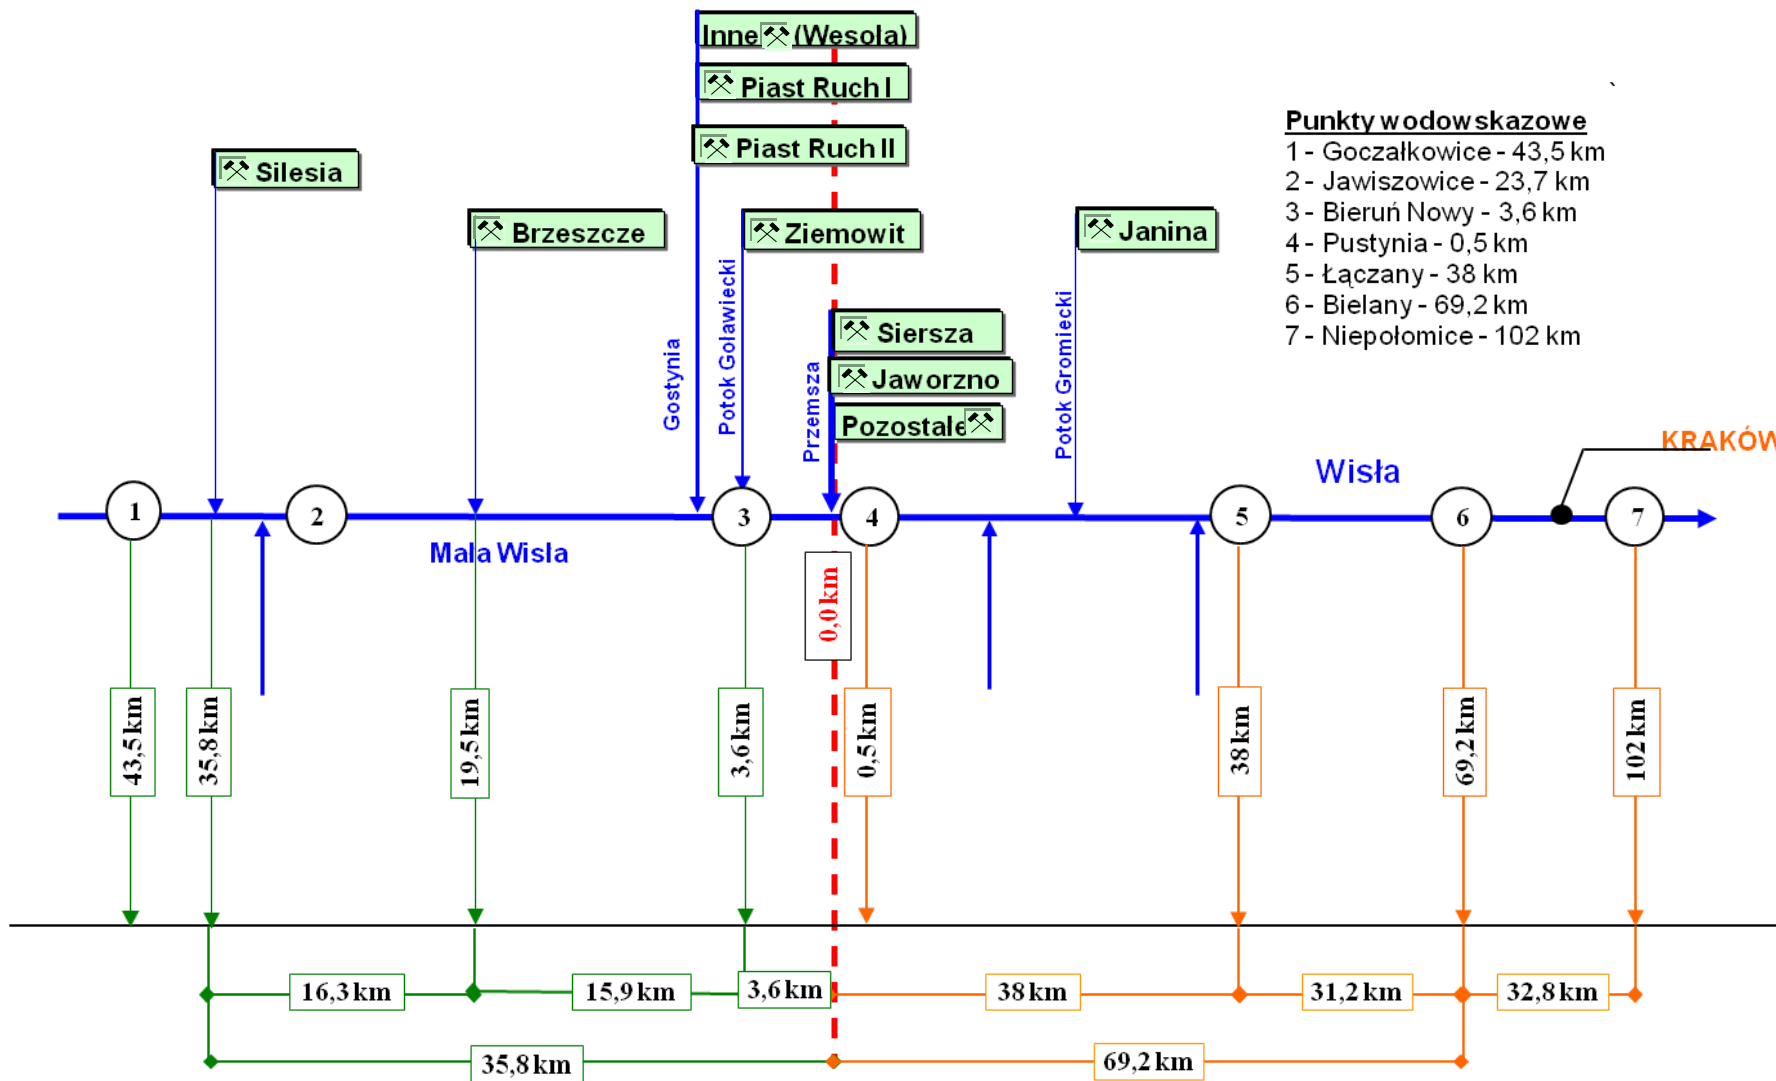 Inne (Wesola)
Piast Ruch I
Piast Ruch II
Silesia
Brzeszcze
Ziemowit
Janina
Siersza
Jaworzno
Pozostale
Gostynia
Potok Goławiecki
Przemsza
Potok Gromiecki
`
Punkty wodowskazowe
1 - Goczałkowice - 43,5 km
2 - Jawiszowice - 23,7 km
3 - Bieruń Nowy - 3,6 km
4 - Pustynia - 0,5 km
5 - Łączany - 38 km
6 - Bielany - 69,2 km
7 - Niepołomice - 102 km
KRAKÓW
Wisła
1
2
3
4
5
6
7
Mala Wisla
0,0 km
43,5 km
35,8 km
19,5 km
3,6 km
0,5 km
38 km
69,2 km
102 km
16,3 km
15,9 km
3,6 km
38 km
31,2 km
32,8 km
35,8 km
69,2 km